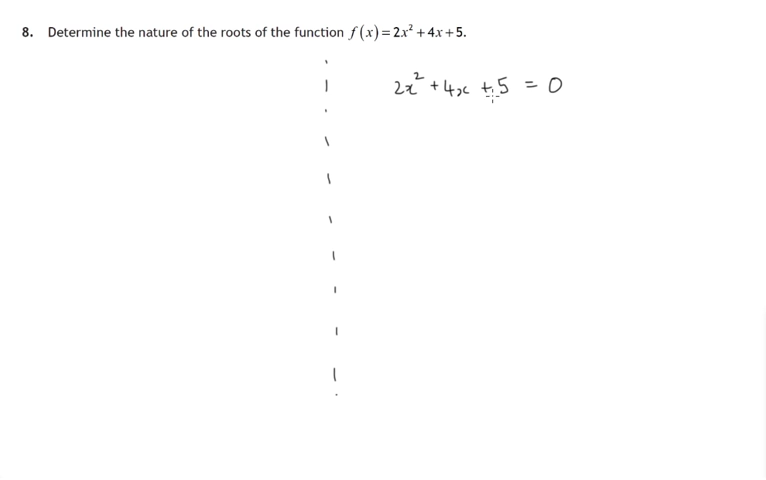 8. Determine the nature of the roots of the function f(x)=2x²+4x+5.
2x²+4x+5 = 0